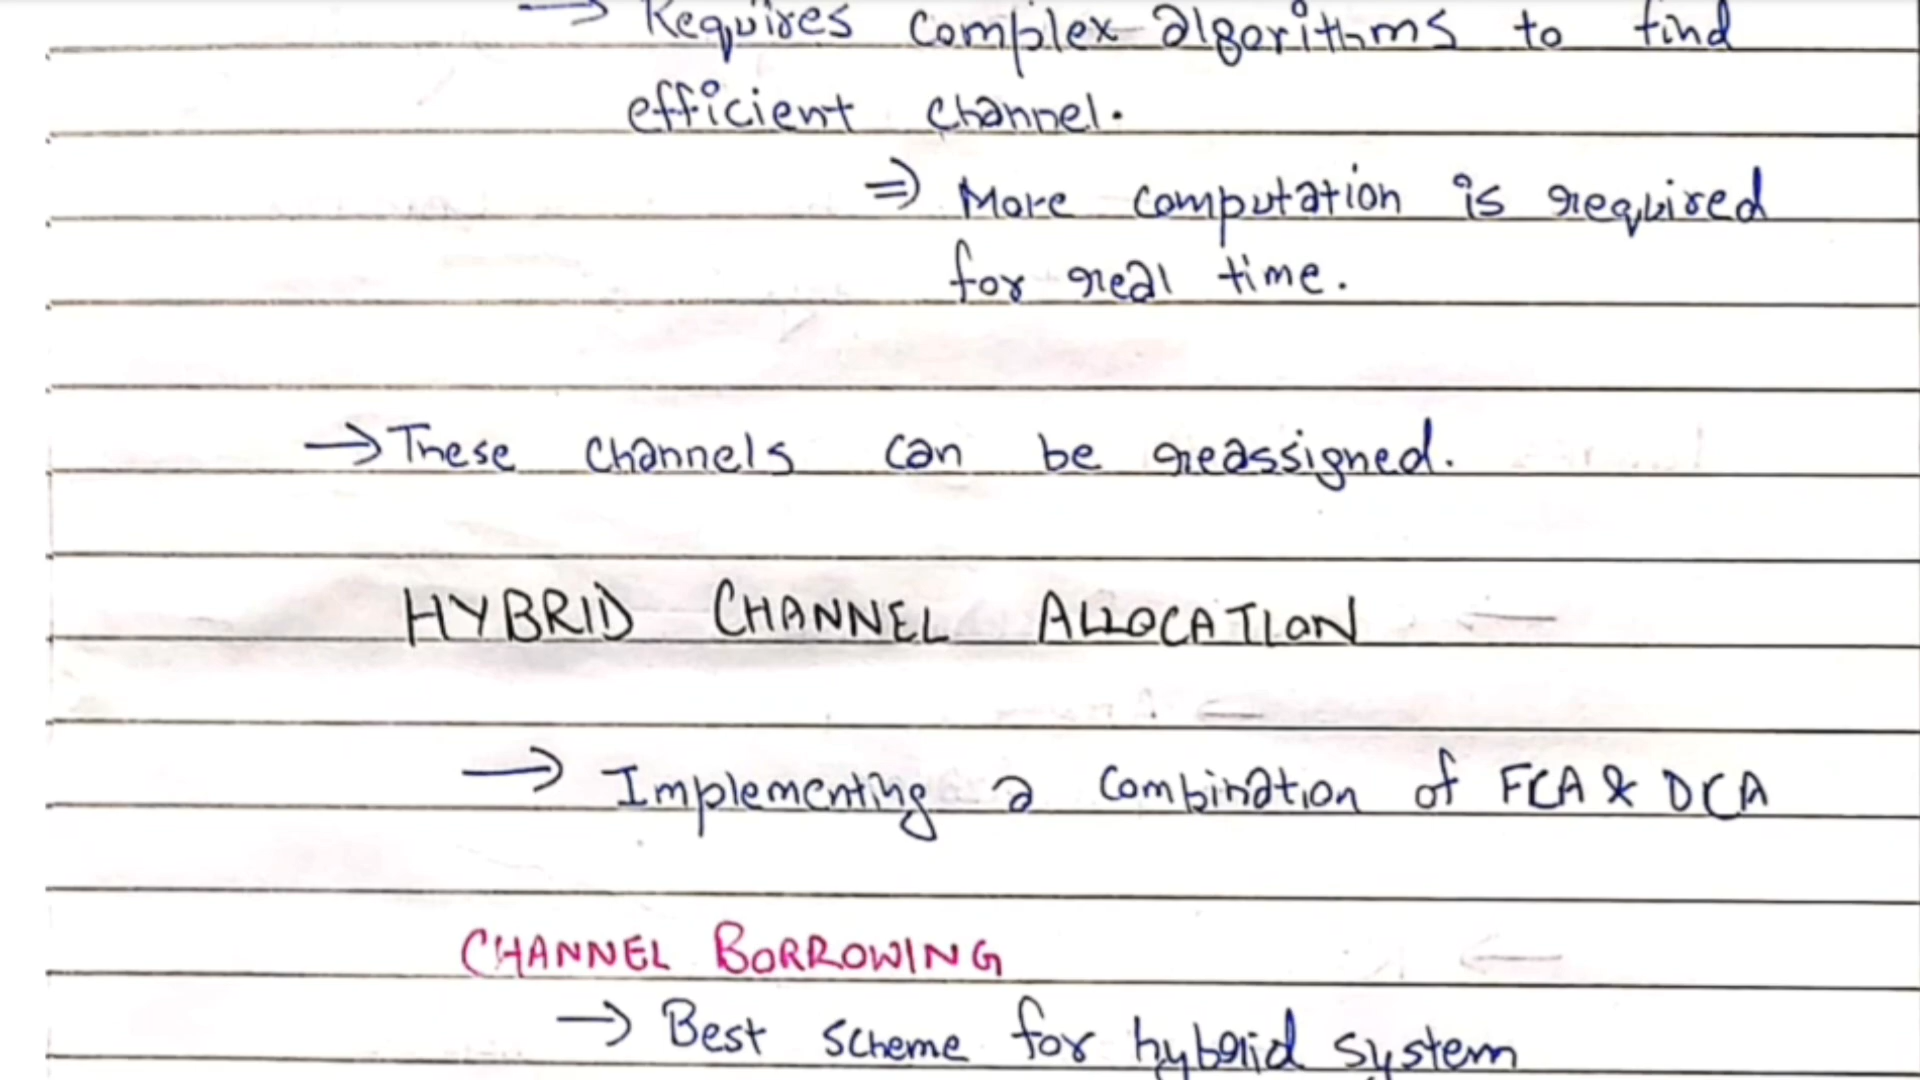 → Requires complex algorithms to find
efficient channel.
⇒ More computation is required
for real time.
→ These channels can be reassigned.
HYBRID CHANNEL ALLOCATION
→ Implementing a combination of FCA & DCA
CHANNEL BORROWING
→ Best scheme for hybrid system